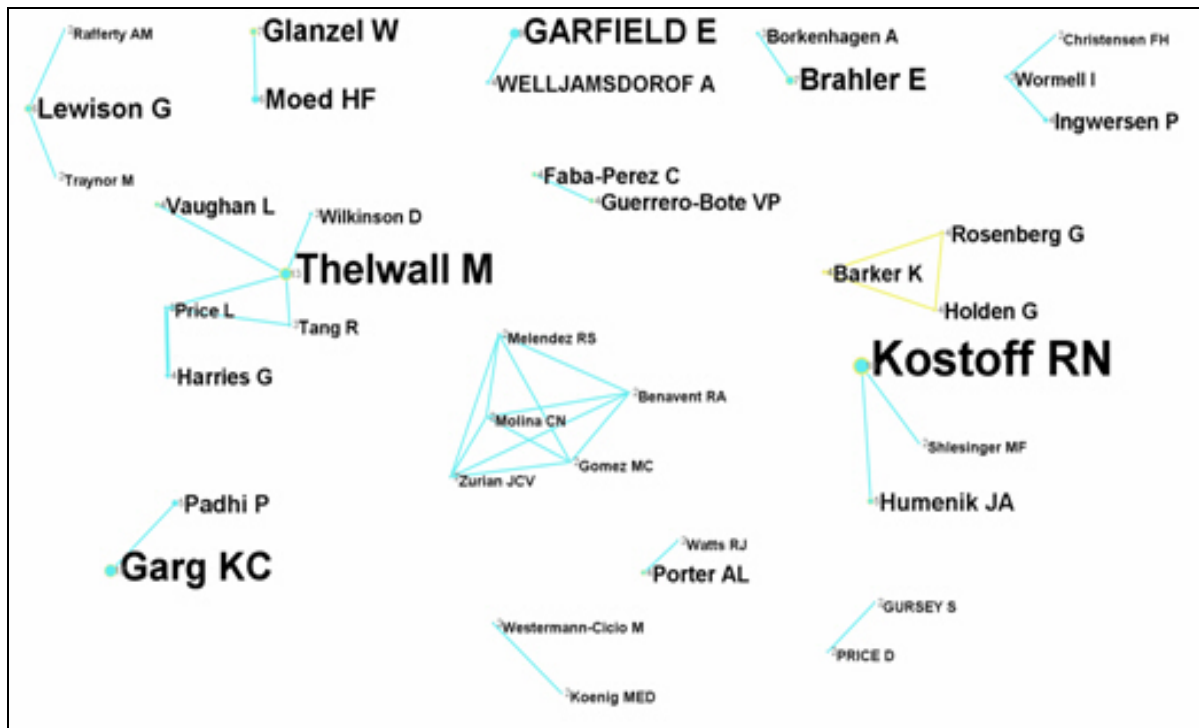 Rafferty AM
Glanzel W
GARFIELD E
Borkenhagen A
Christensen FH
Lewison G
Moed HF
WELLJAMSDOROF A
Brahler E
Wormell I
Ingwersen P
Traynor M
Faba-Perez C
Vaughan L
Wilkinson D
Guerrero-Bote VP
Rosenberg G
Thelwall M
Barker K
Price L
Tang R
Holden G
Melendez RS
Kostoff RN
Harries G
Benavent RA
Molina CN
Shlesinger MF
Gomez MC
Zurian JCV
Padhi P
Humenik JA
Watts RJ
Garg KC
Porter AL
GURSEY S
Westermann-Cicio M
PRICE D
Koenig MED